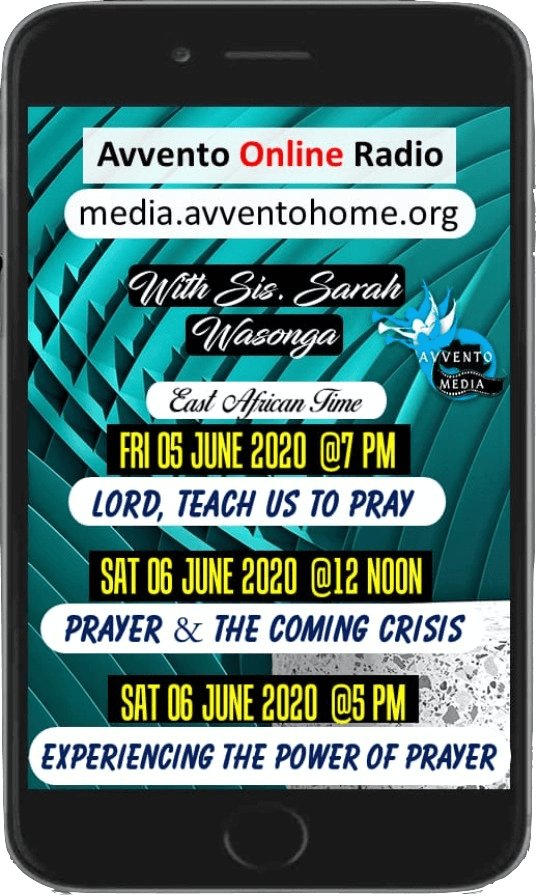 Avvento Online Radio
media.avventohome.org
With Sis. Sarah
Wasonga
AVVENTO
MEDIA
East African Time
FRI 05 JUNE 2020 @7 PM
LORD, TEACH US TO PRAY
SAT 06 JUNE 2020 @12 NOON
PRAYER & THE COMING CRISIS
SAT 06 JUNE 2020 @5 PM
EXPERIENCING THE POWER OF PRAYER